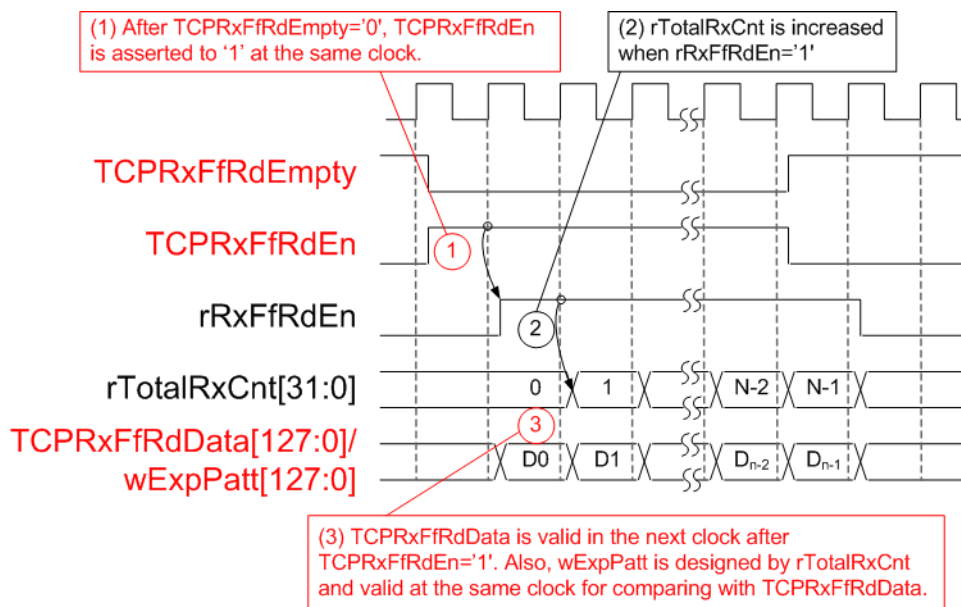 (1) After TCPRxFfRdEmpty='0', TCPRxFfRdEn
is asserted to ‘1’ at the same clock.
(2) rTotalRxCnt is increased
when rRxFfRdEn='1'
TCPRxFfRdEmpty
TCPRxFfRdEn
1
rRxFfRdEn
2
rTotalRxCnt[31:0]
0
1
N-2
N-1
3
TCPRxFfRdData[127:0]/
wExpPatt[127:0]
D0
D1
Dn-2
Dn-1
(3) TCPRxFfRdData is valid in the next clock after
TCPRxFfRdEn='1'. Also, wExpPatt is designed by rTotalRxCnt
and valid at the same clock for comparing with TCPRxFfRdData.